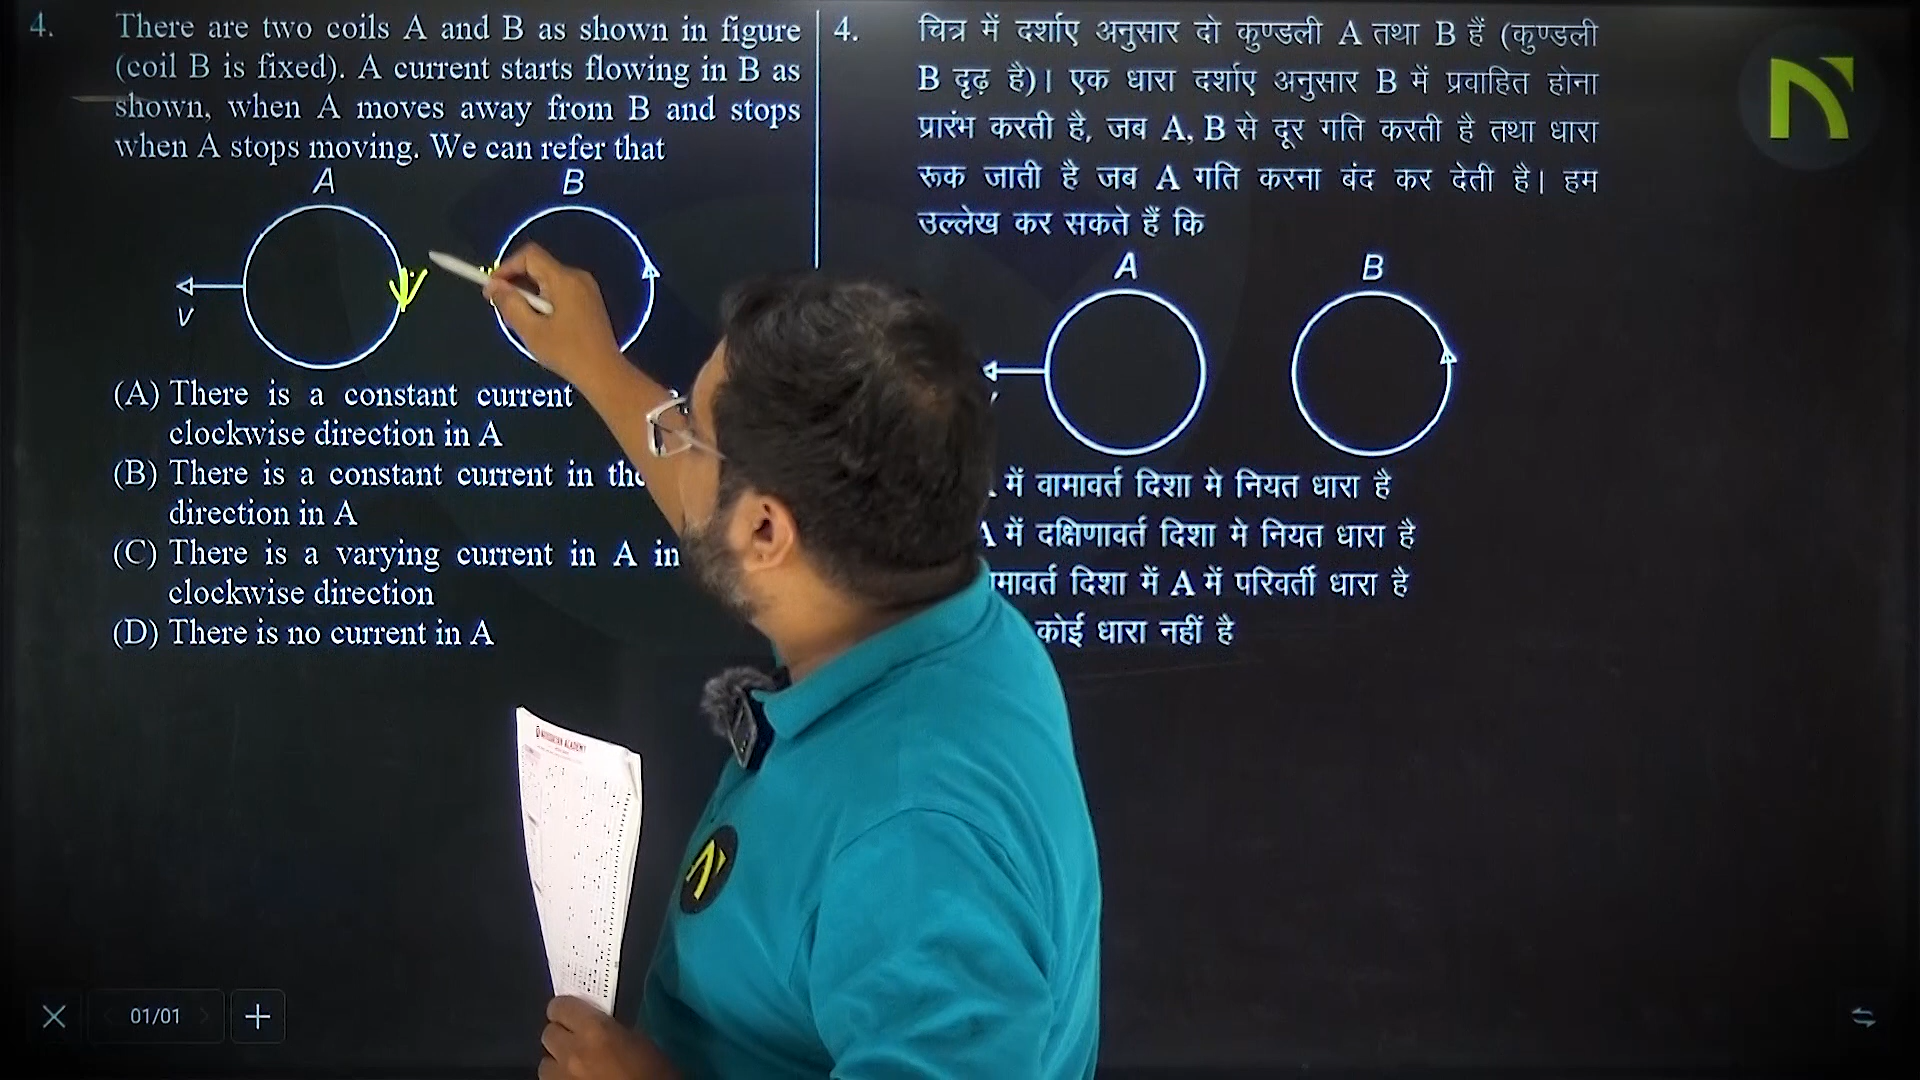 4.
There are two coils A and B as shown in figure
(coil B is fixed). A current starts flowing in B as
shown, when A moves away from B and stops
when A stops moving. We can refer that
A B
v
(A) There is a constant current
clockwise direction in A
(B) There is a constant current in the
direction in A
(C) There is a varying current in A in
clockwise direction
(D) There is no current in A
4.
चित्र में दर्शाए अनुसार दो कुण्डली A तथा B हैं (कुण्डली
B दृढ़ है)। एक धारा दर्शाए अनुसार B में प्रवाहित होना
प्रारंभ करती है, जब A, B से दूर गति करती है तथा धारा
रूक जाती है जब A गति करना बंद कर देती है। हम
उल्लेख कर सकते हैं कि
A B
में वामावर्त दिशा मे नियत धारा है
A में दक्षिणावर्त दिशा मे नियत धारा है
दिशा में A में परिवर्ती धारा है
कोई धारा नहीं है
01/01